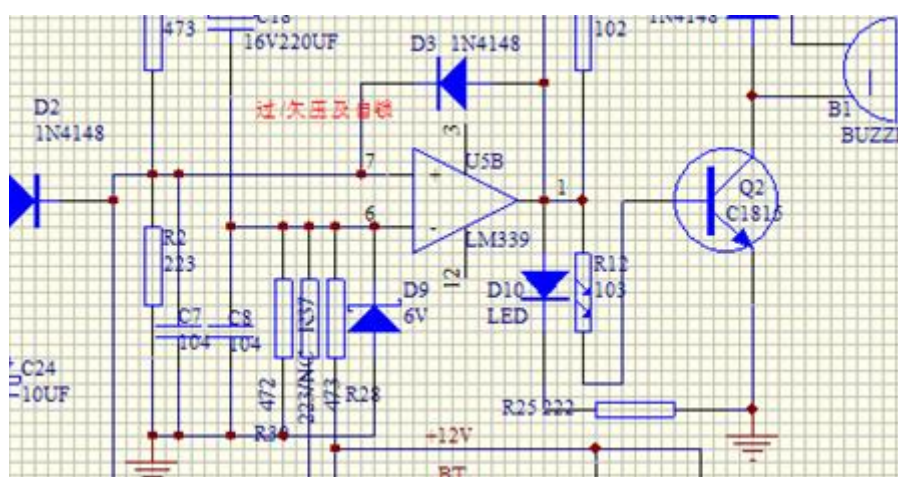 473
C18
16V220UF
D3 1N4148
102
1N4148
D2
1N4148
过/欠压及自锁
3
B1
BUZZ
7
U5B
+
1
Q2
C1815
6
-
R2
223
LM339
12
R12
103
D10
LED
D9
6V
C7
104
C8
104
R37
472
223/NC
473
R28
C24
10UF
R25 222
R30
+12V
BT